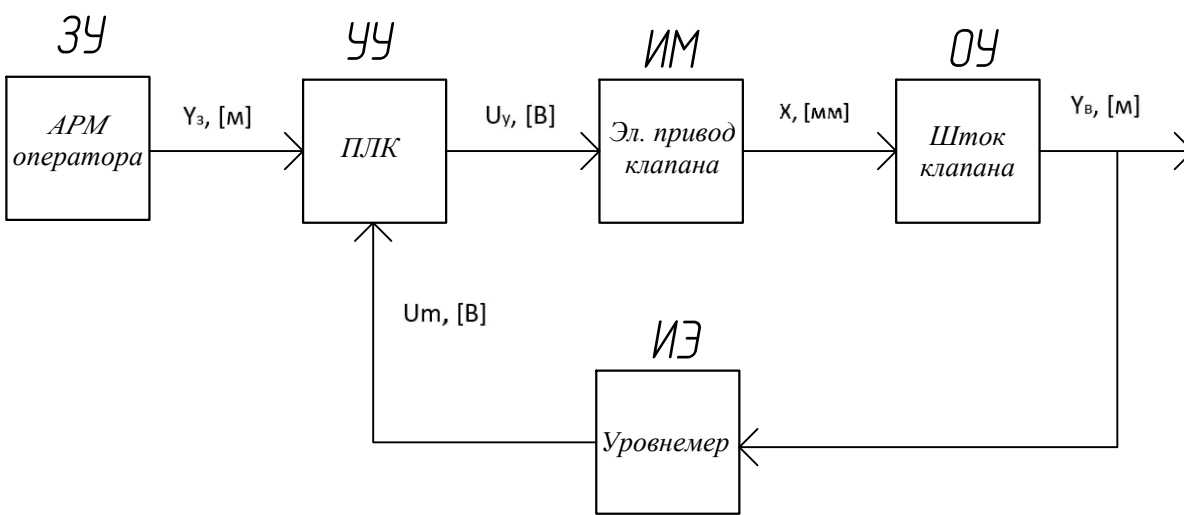 ЗУ
УУ
ИМ
ОУ
АРМ
оператора
Yз, [м]
ПЛК
Uу, [В]
Эл. привод
клапана
X, [мм]
Шток
клапана
Yв, [м]
Um, [В]
ИЭ
Уровнемер